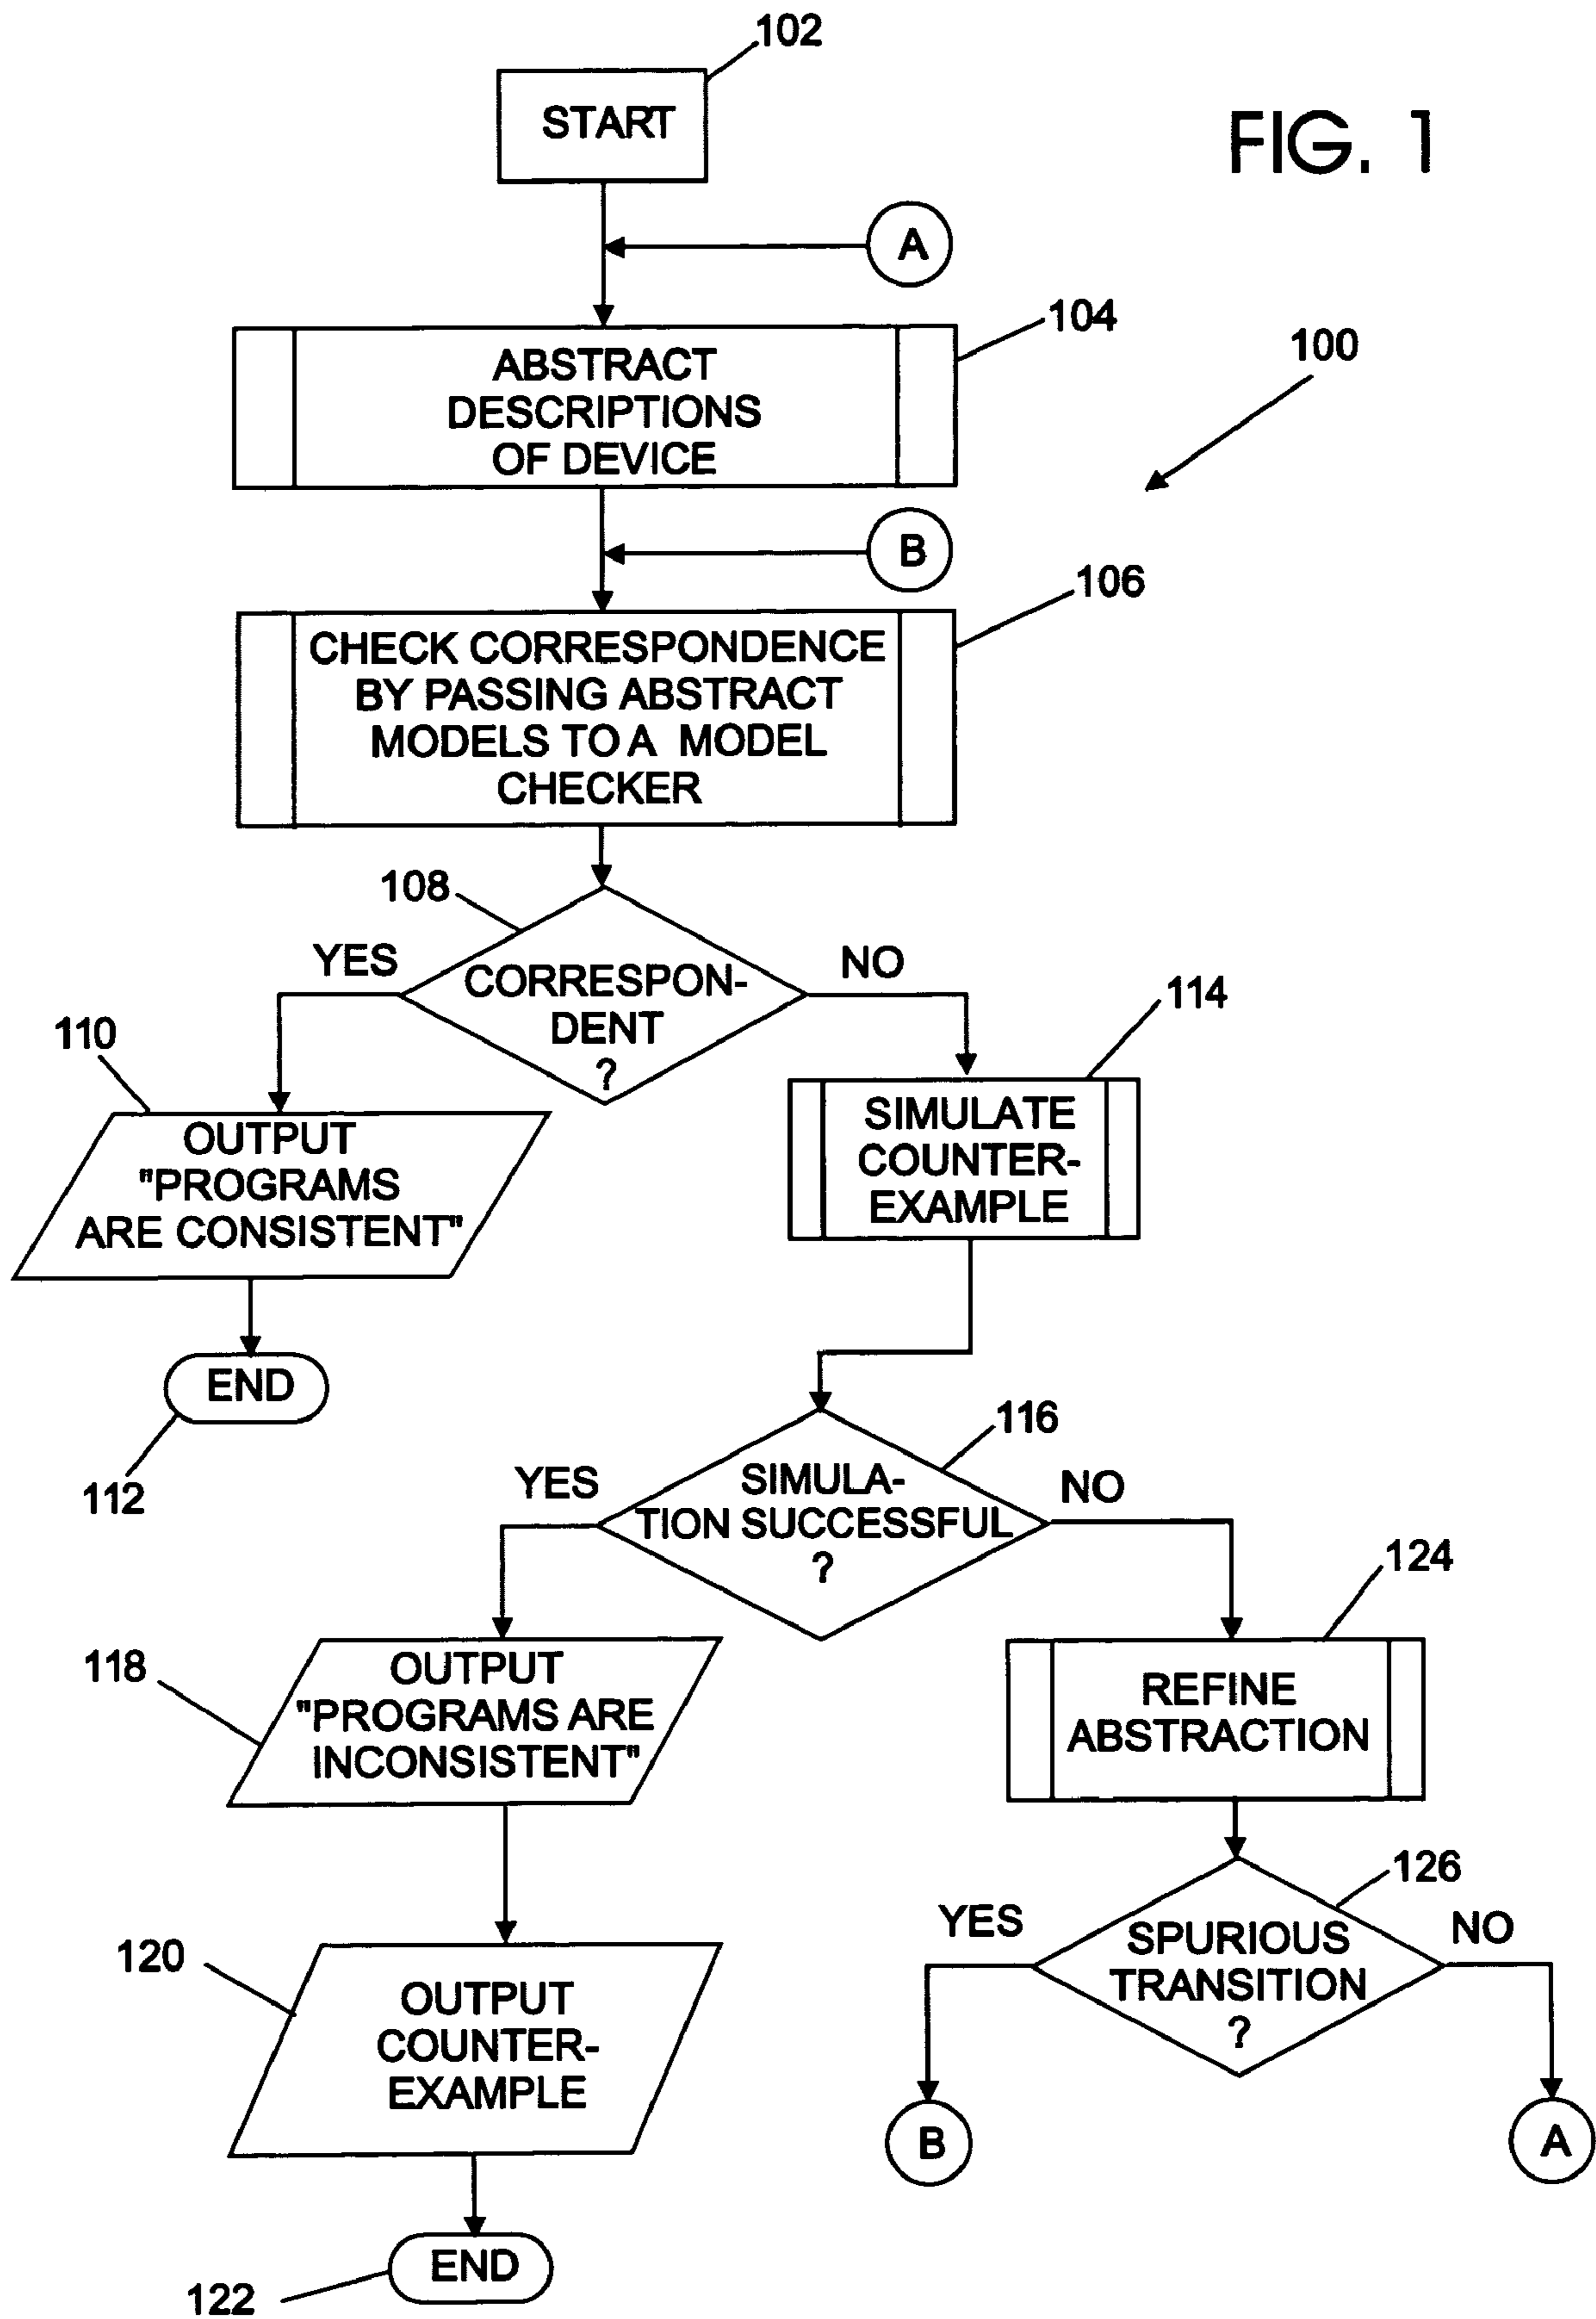 102
START
FIG. 1
A
104
ABSTRACT
DESCRIPTIONS
OF DEVICE
100
B
106
CHECK CORRESPONDENCE
BY PASSING ABSTRACT
MODELS TO A MODEL
CHECKER
108
YES
NO
CORRESPON-
DENT
?
110
OUTPUT
"PROGRAMS
ARE CONSISTENT"
114
SIMULATE
COUNTER-
EXAMPLE
END
112
116
YES
NO
SIMULA-
TION SUCCESSFUL
?
118
OUTPUT
"PROGRAMS ARE
INCONSISTENT"
124
REFINE
ABSTRACTION
126
YES
NO
SPURIOUS
TRANSITION
?
120
OUTPUT
COUNTER-
EXAMPLE
B
A
END
122